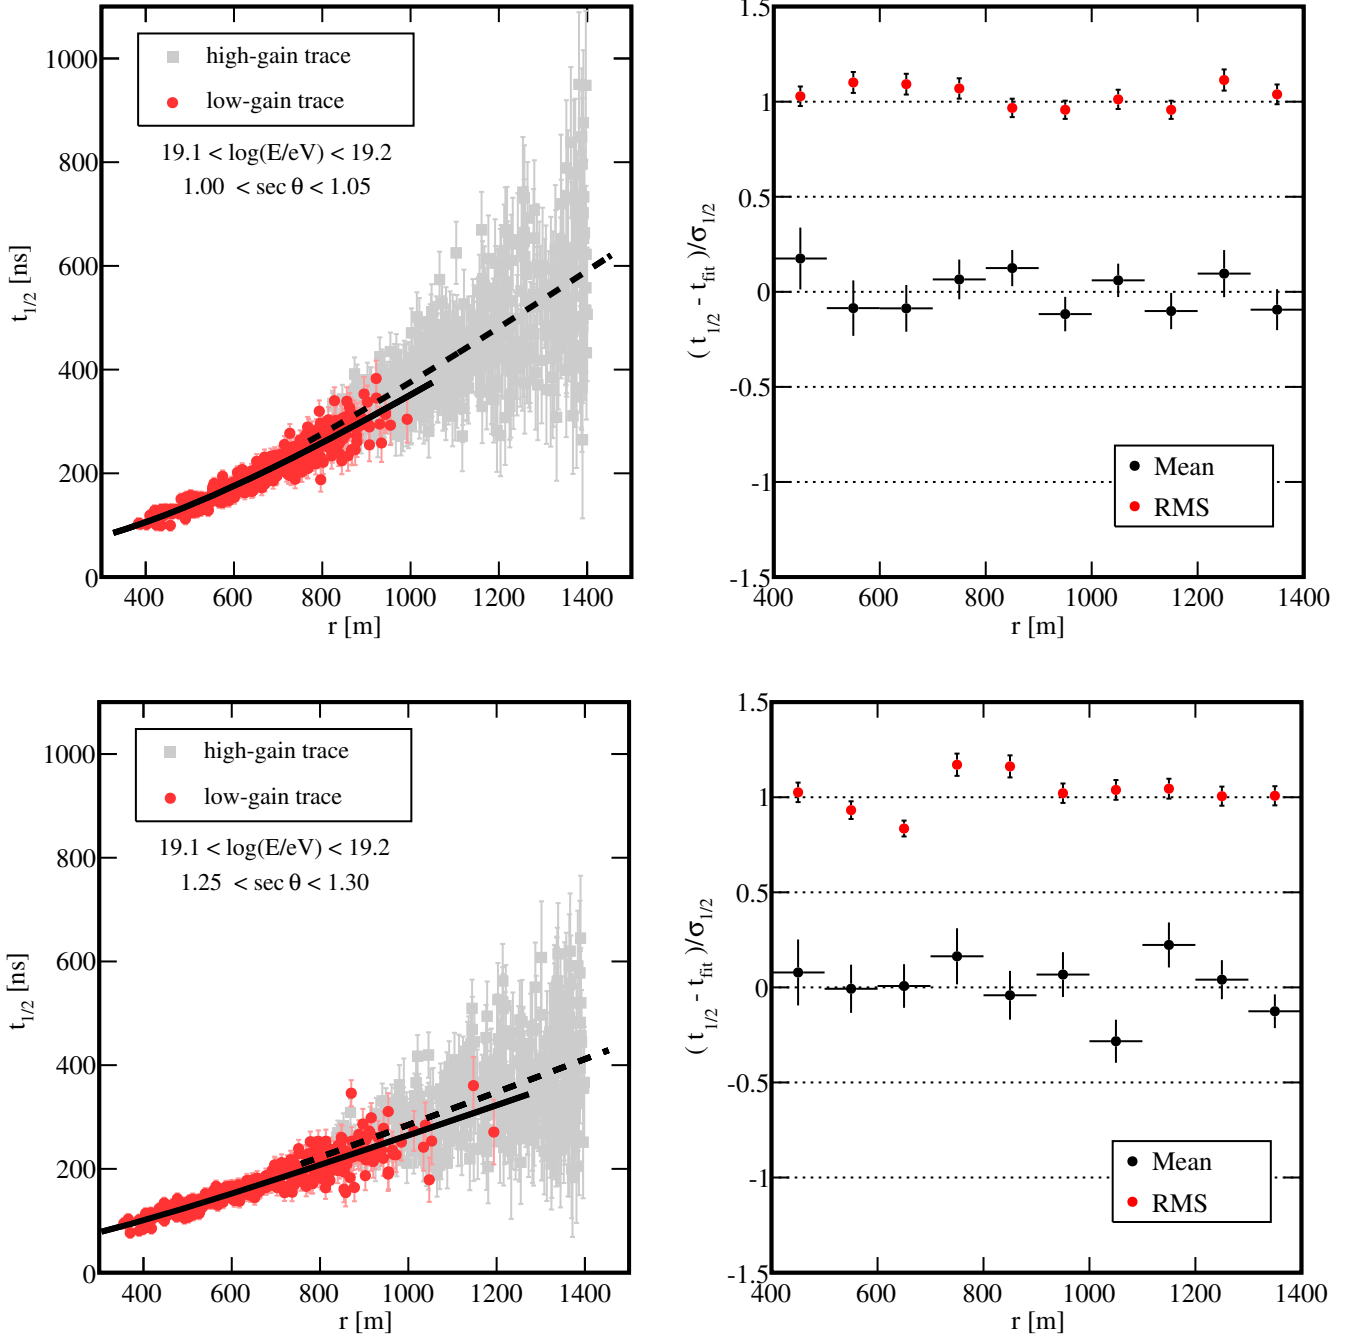 1000
800
600
400
200
0
t1/2 [ns]
high-gain trace
low-gain trace
19.1 < log(E/eV) < 19.2
1.00 < sec θ < 1.05
400 600 800 1000 1200 1400
r [m]
1.5
1
0.5
0
-0.5
-1
-1.5
( t1/2 - tfit )/σ1/2
Mean
RMS
400 600 800 1000 1200 1400
r [m]
1000
800
600
400
200
0
t1/2 [ns]
high-gain trace
low-gain trace
19.1 < log(E/eV) < 19.2
1.25 < sec θ < 1.30
400 600 800 1000 1200 1400
r [m]
1.5
1
0.5
0
-0.5
-1
-1.5
( t1/2 - tfit )/σ1/2
Mean
RMS
400 600 800 1000 1200 1400
r [m]